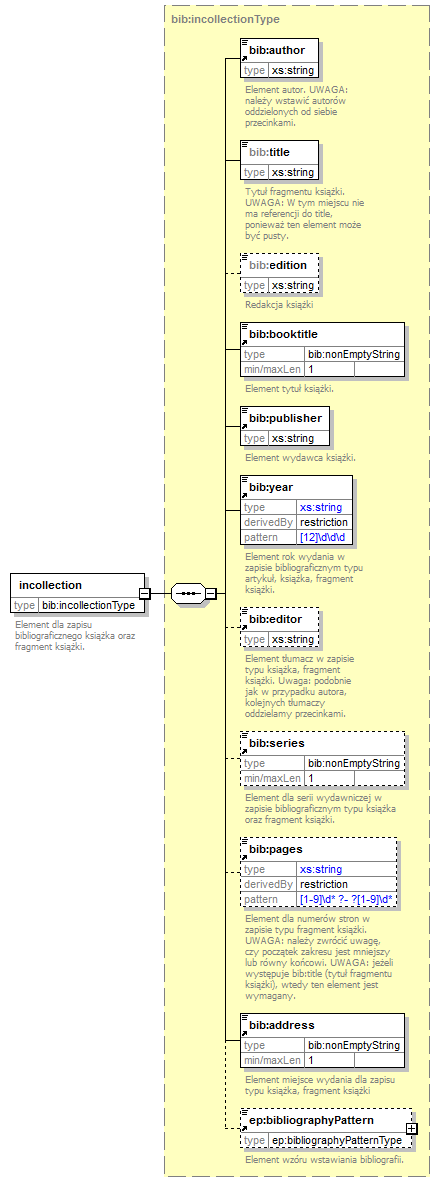 bib:incollectionType
bib:author
type xs:string
Element autor. UWAGA:
należy wstawić autorów
oddzielonych od siebie
przecinkami.
bib:title
type xs:string
Tytuł fragmentu książki.
UWAGA: W tym miejscu nie
ma referencji do title,
ponieważ ten element może
być pusty.
bib:edition
type xs:string
Redakcja książki
bib:booktitle
type bib:nonEmptyString
min/maxLen 1
Element tytuł książki.
bib:publisher
type xs:string
Element wydawca książki.
bib:year
type xs:string
derivedBy restriction
pattern [12]\d\d\d
Element rok wydania w
zapisie bibliograficznym typu
artykuł, książka, fragment
książki.
incollection
type bib:incollectionType
Element dla zapisu
bibliograficznego książka oraz
fragment książki.
bib:editor
type xs:string
Element tłumacz w zapisie
typu książka, fragment
książki. Uwaga: podobnie
jak w przypadku autora,
kolejnych tłumaczy
oddzielamy przecinkami.
bib:series
type bib:nonEmptyString
min/maxLen 1
Element dla serii wydawniczej w
zapisie bibliograficznym typu książka
oraz fragment książki.
bib:pages
type xs:string
derivedBy restriction
pattern [1-9]\d* ?- ?[1-9]\d*
Element dla numerów stron w
zapisie typu fragment książki.
UWAGA: należy zwrócić uwagę,
czy początek zakresu jest mniejszy
lub równy końcowi. UWAGA: jeżeli
występuje bib:title (tytuł fragmentu
książki), wtedy ten element jest
wymagany.
bib:address
type bib:nonEmptyString
min/maxLen 1
Element miejsce wydania dla zapisu
typu książka, fragment książki
ep:bibliographyPattern
type ep:bibliographyPatternType
Element wzóru wstawiania bibliografii.